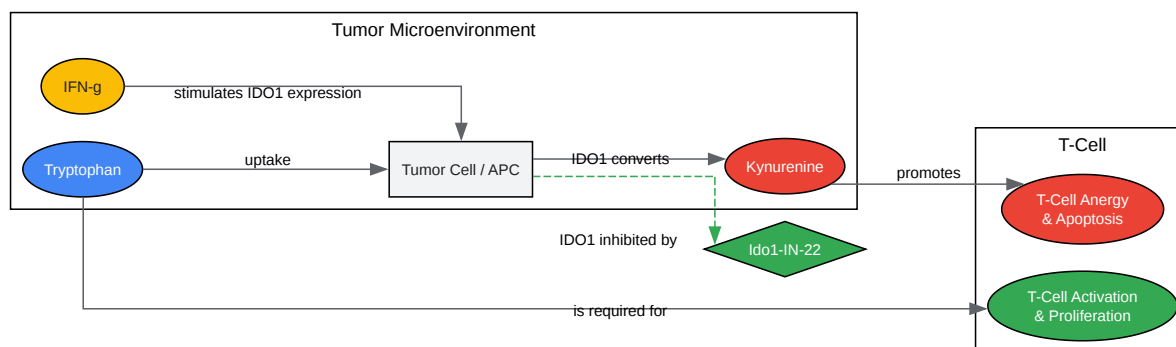 Tumor Microenvironment
IFN-g
stimulates IDO1 expression
Tryptophan
uptake
Tumor Cell / APC
IDO1 converts
Kynurenine
promotes
T-Cell
T-Cell Anergy
& Apoptosis
IDO1 inhibited by
Ido1-IN-22
is required for
T-Cell Activation
& Proliferation